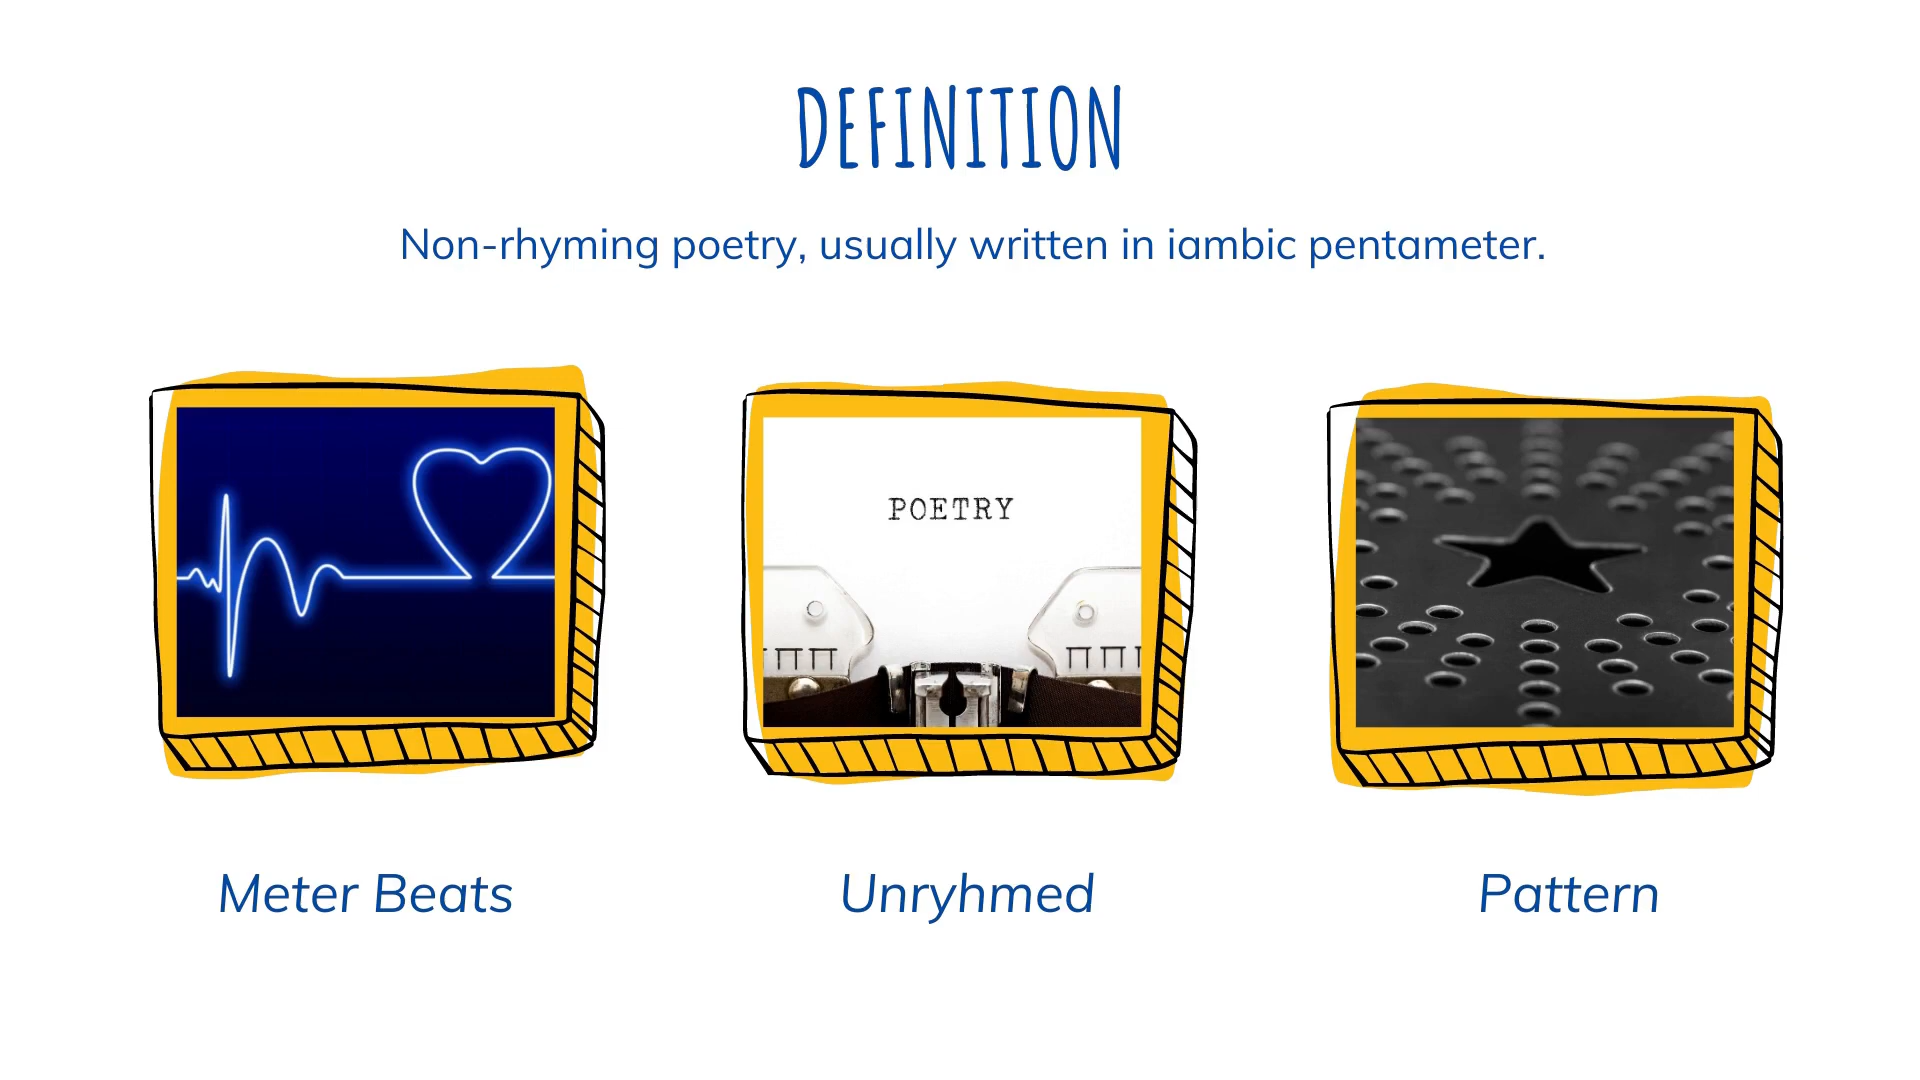 DEFINITION
Non-rhyming poetry, usually written in iambic pentameter.
POETRY
Meter Beats
Unryhmed
Pattern